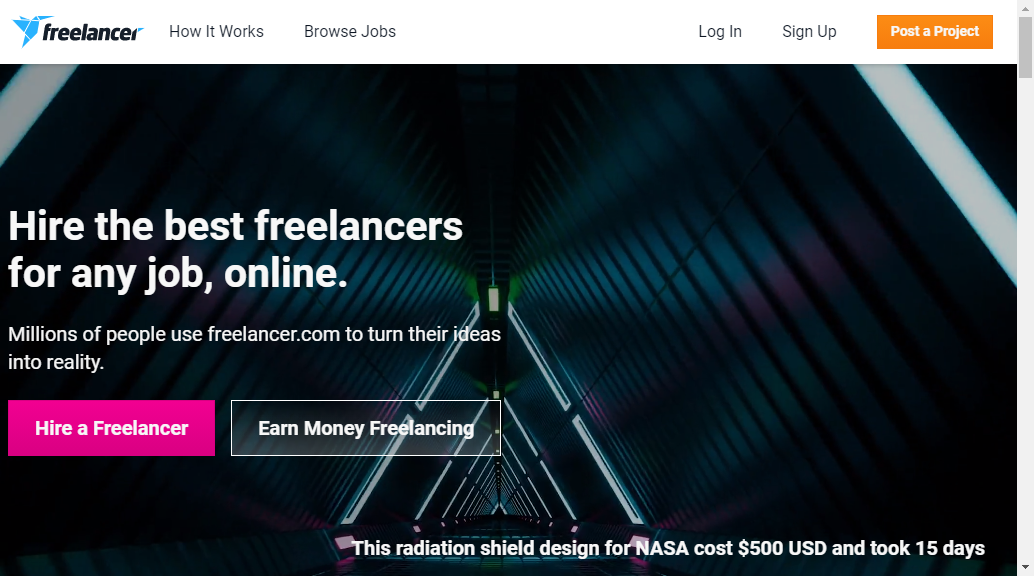 freelancer
How It Works
Browse Jobs
Log In
Sign Up
Post a Project
Hire the best freelancers
for any job, online.
Millions of people use freelancer.com to turn their ideas
into reality.
Hire a Freelancer
Earn Money Freelancing
This radiation shield design for NASA cost $500 USD and took 15 days